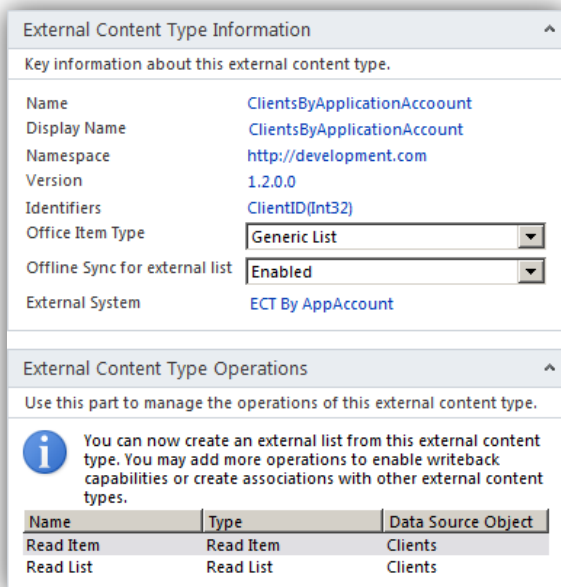 External Content Type Information
Key information about this external content type.
Name ClientsByApplicationAccoount
Display Name ClientsByApplicationAccount
Namespace http://development.com
Version 1.2.0.0
Identifiers ClientID(Int32)
Office Item Type Generic List
Offline Sync for external list Enabled
External System ECT By AppAccount
External Content Type Operations
Use this part to manage the operations of this external content type.
You can now create an external list from this external content
type. You may add more operations to enable writeback
capabilities or create associations with other external content
types.
Name Type Data Source Object
Read Item Read Item Clients
Read List Read List Clients